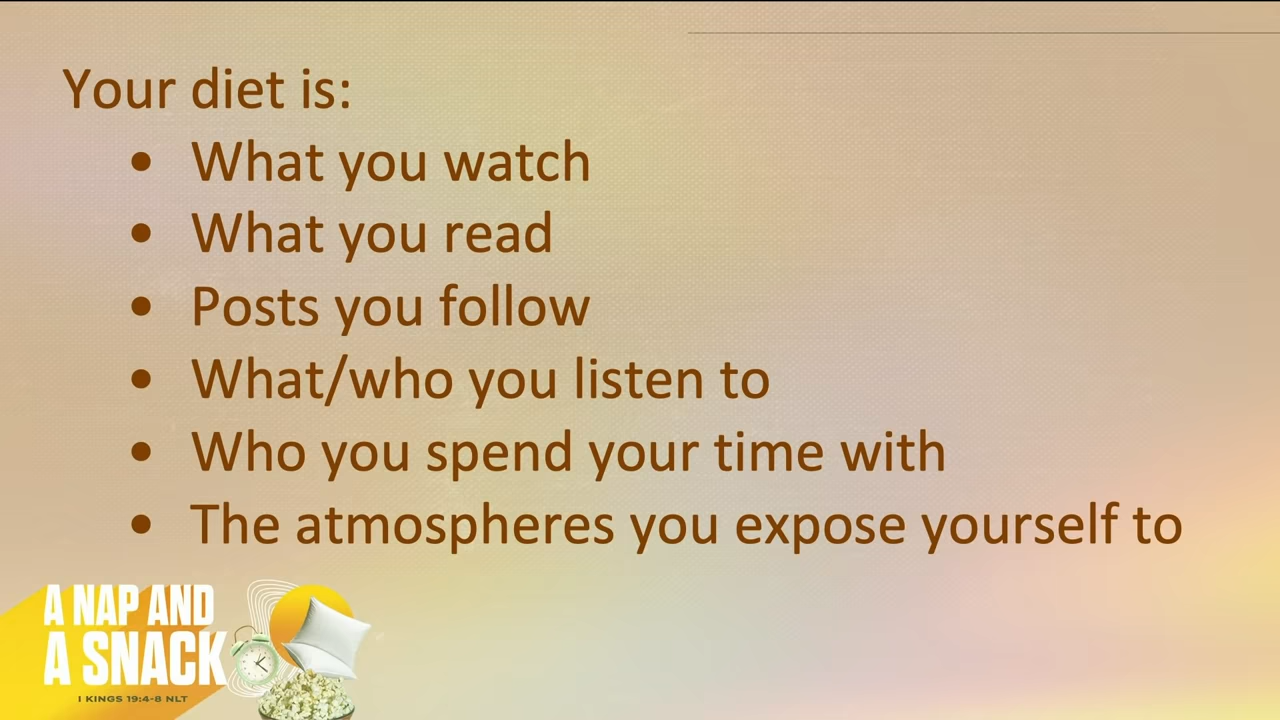 Your diet is:
• What you watch
• What you read
• Posts you follow
• What/who you listen to
• Who you spend your time with
• The atmospheres you expose yourself to
A NAP AND
A SNACK
I KINGS 19:4-8 NLT